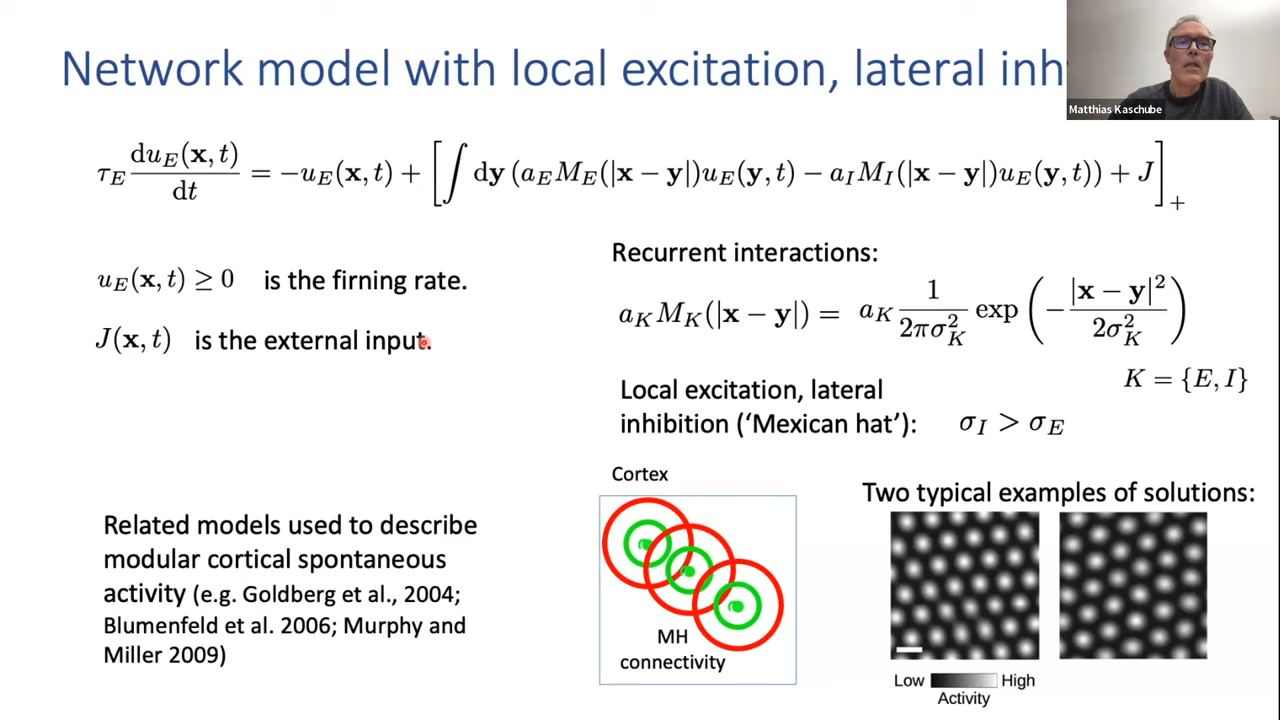 Network model with local excitation, lateral inh
Matthias Kaschube
τ_E du_E(x, t)/dt = −u_E(x, t) + [∫ dy (a_E M_E(|x − y|)u_E(y, t) − a_I M_I(|x − y|)u_E(y, t)) + J]_+
u_E(x, t) ≥ 0 is the firning rate.
J(x, t) is the external input.
Recurrent interactions:
a_K M_K(|x − y|) = a_K 1/(2πσ_K^2) exp(−|x − y|^2/(2σ_K^2))
K = {E, I}
Local excitation, lateral
inhibition (‘Mexican hat’): σ_I > σ_E
Related models used to describe
modular cortical spontaneous
activity (e.g. Goldberg et al., 2004;
Blumenfeld et al. 2006; Murphy and
Miller 2009)
Cortex
MH
connectivity
Two typical examples of solutions:
Low High
Activity